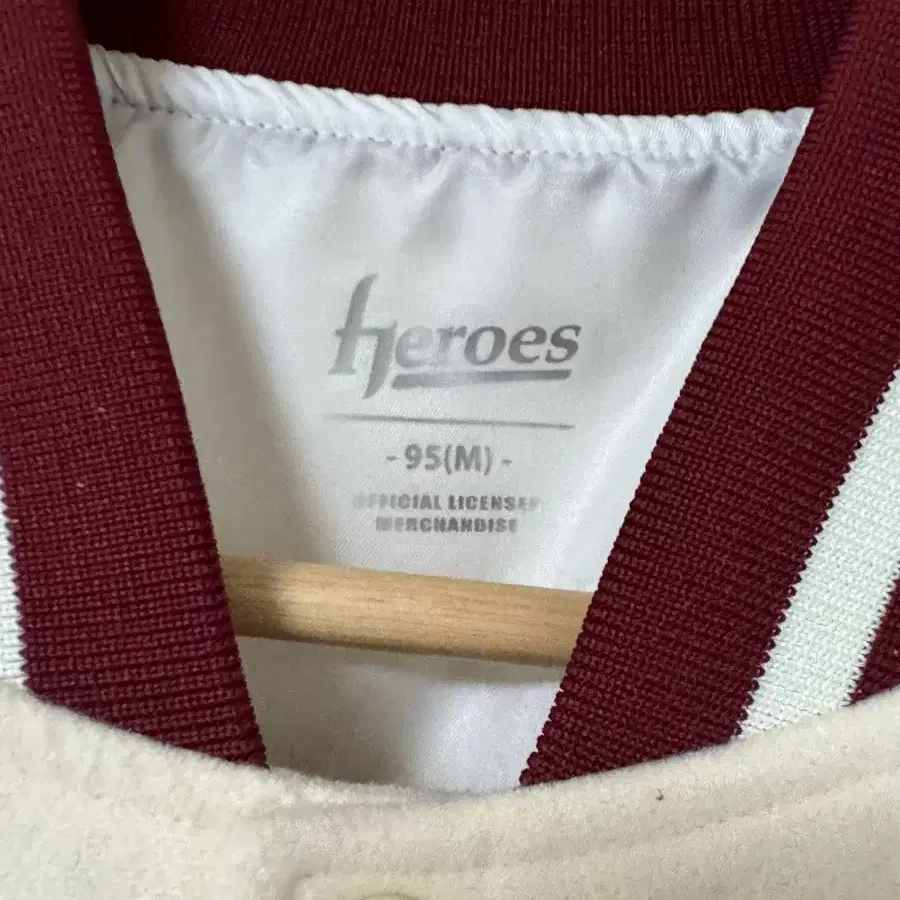 heroes
- 95(M) -
OFFICIAL LICENSED
MERCHANDISE